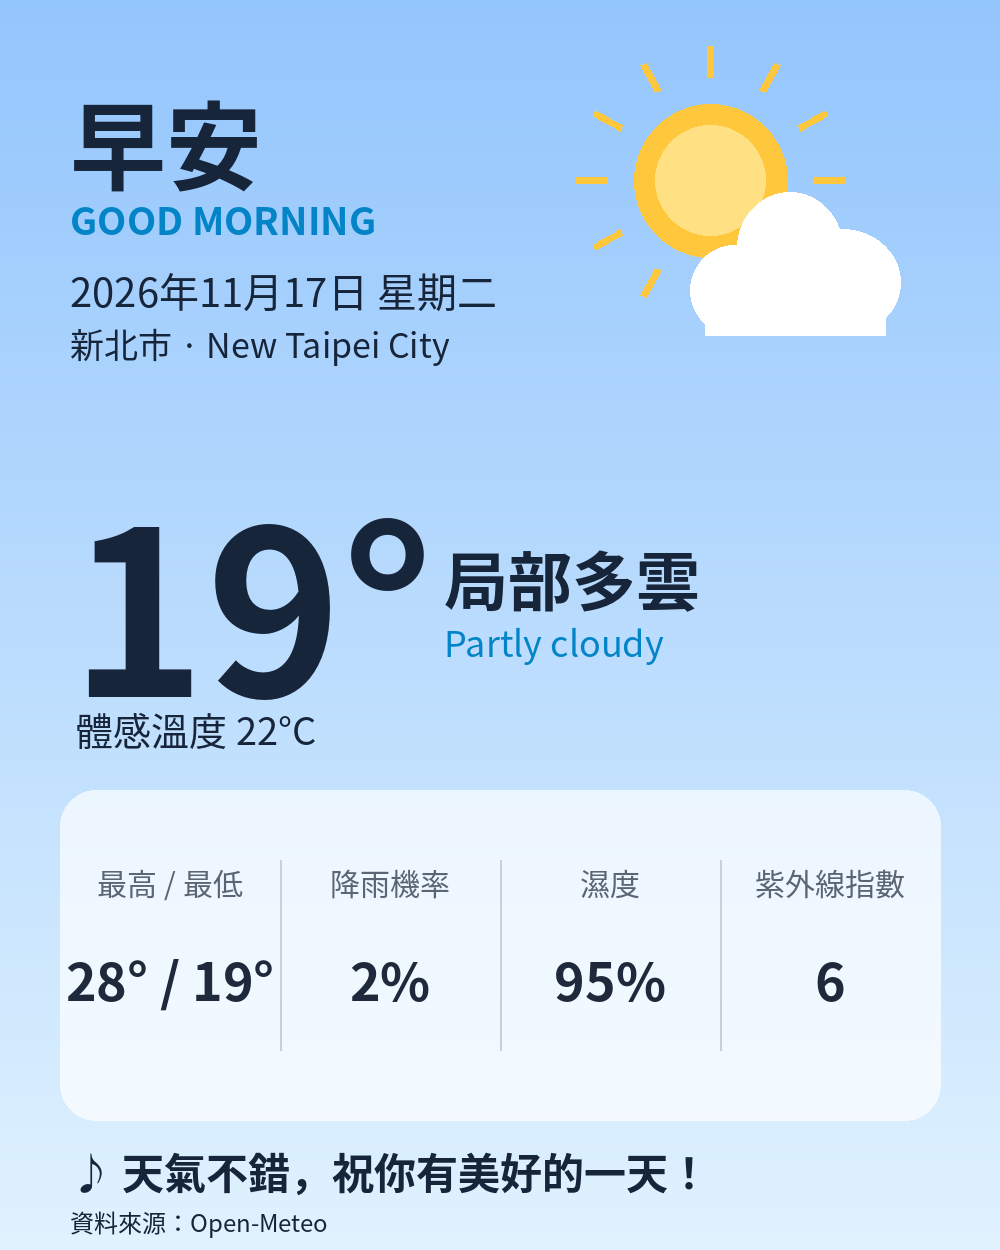 早安
GOOD MORNING
2026年11月17日 星期二
新北市 · New Taipei City
19°
局部多雲
Partly cloudy
體感溫度 22°C
最高 / 最低
降雨機率
濕度
紫外線指數
28° / 19°
2%
95%
6
♪ 天氣不錯，祝你有美好的一天！
資料來源：Open-Meteo